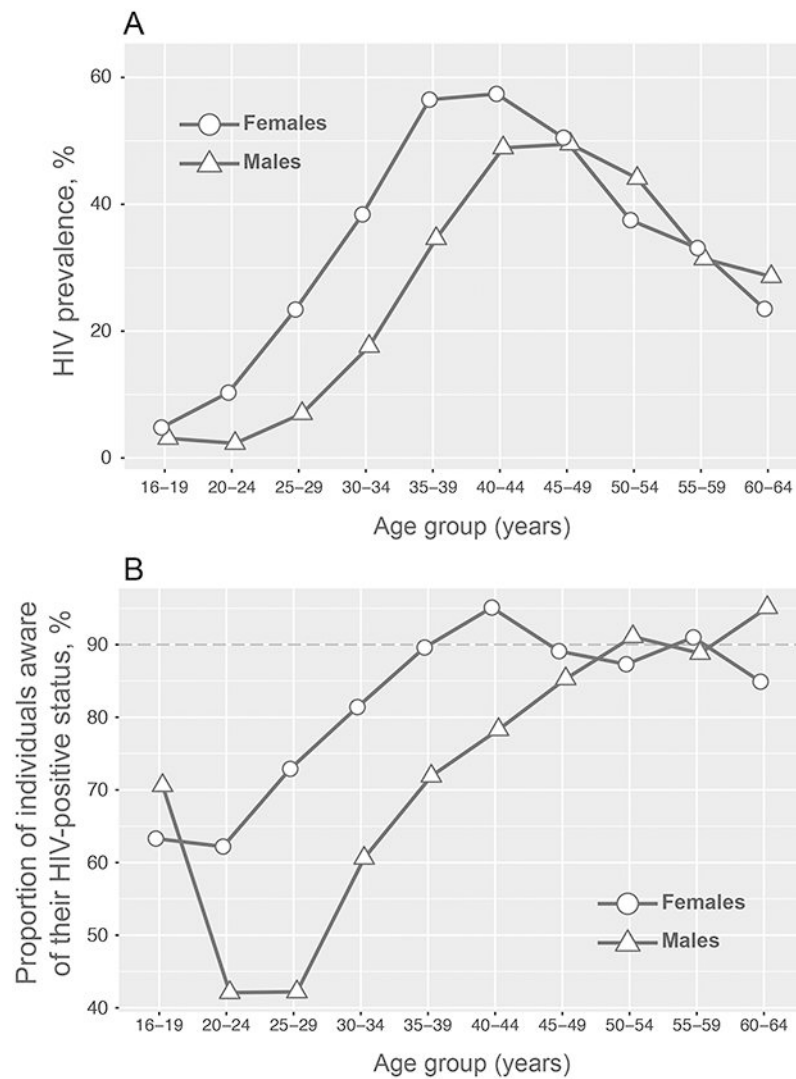 A
HIV prevalence, %
60
40
20
0
Females
Males
16–19 20–24 25–29 30–34 35–39 40–44 45–49 50–54 55–59 60–64
Age group (years)
B
Proportion of individuals aware
of their HIV-positive status, %
90
80
90
60
50
40
Females
Males
16–19 20–24 25–29 30–34 35–39 40–44 45–49 50–54 55–59 60–64
Age group (years)